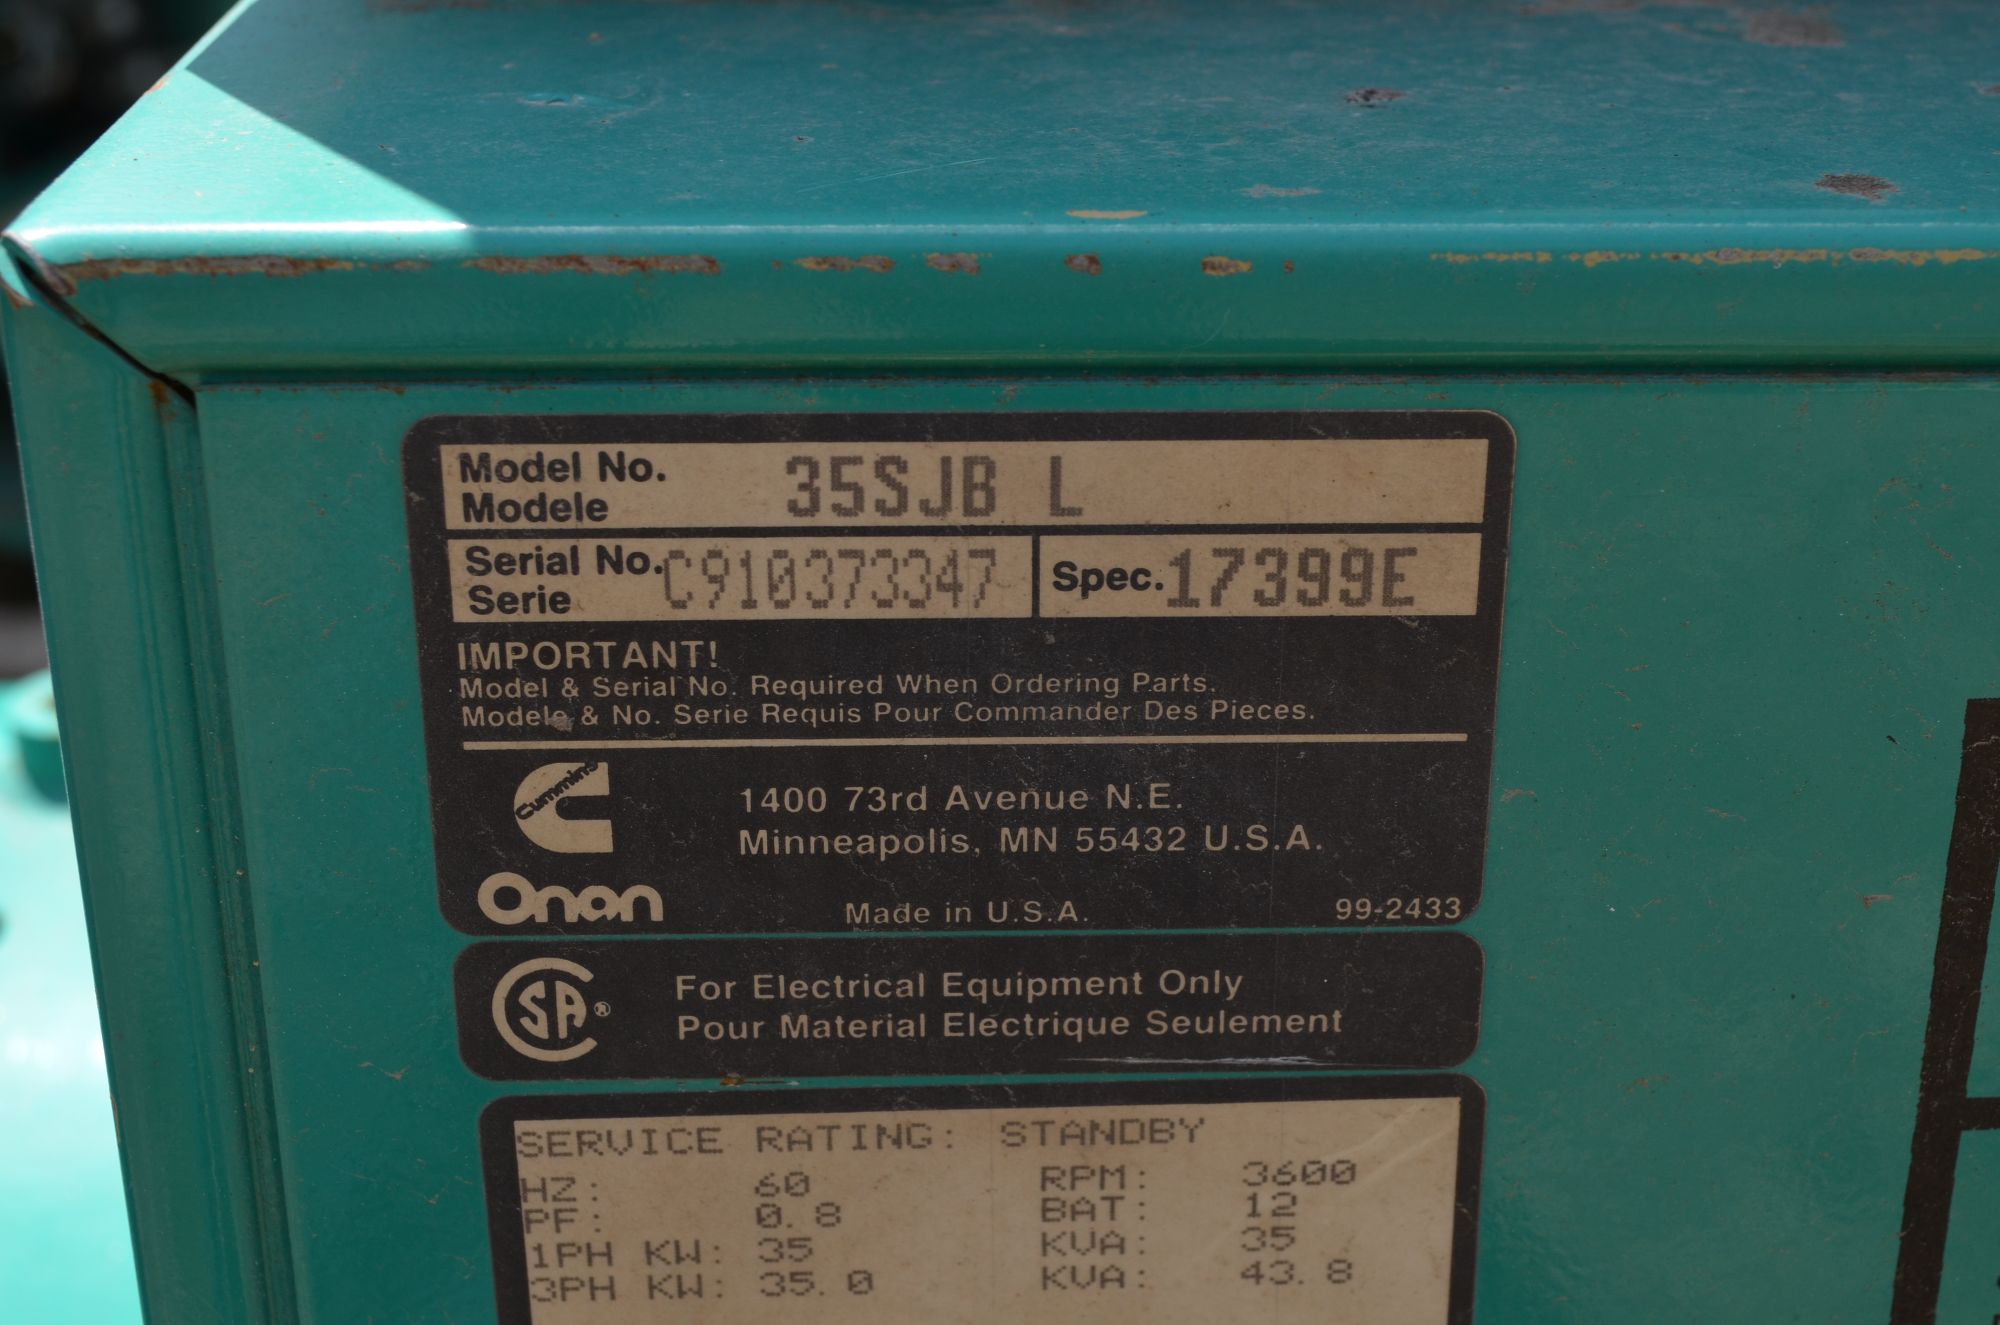 Model No. 35SJB L
Modele
Serial No. C910373347 Spec. 17399E
Serie
IMPORTANT!
Model & Serial No. Required When Ordering Parts.
Modele & No. Serie Requis Pour Commander Des Pieces.
Cummins
1400 73rd Avenue N.E.
Minneapolis, MN 55432 U.S.A.
Onan
Made in U.S.A. 99-2433
CSA® For Electrical Equipment Only
Pour Material Electrique Seulement
SERVICE RATING: STANDBY
HZ: 60 RPM: 3600
PF: 0.8 BAT: 12
1PH KW: 35 KVA: 35
3PH KW: 35.0 KVA: 43.8